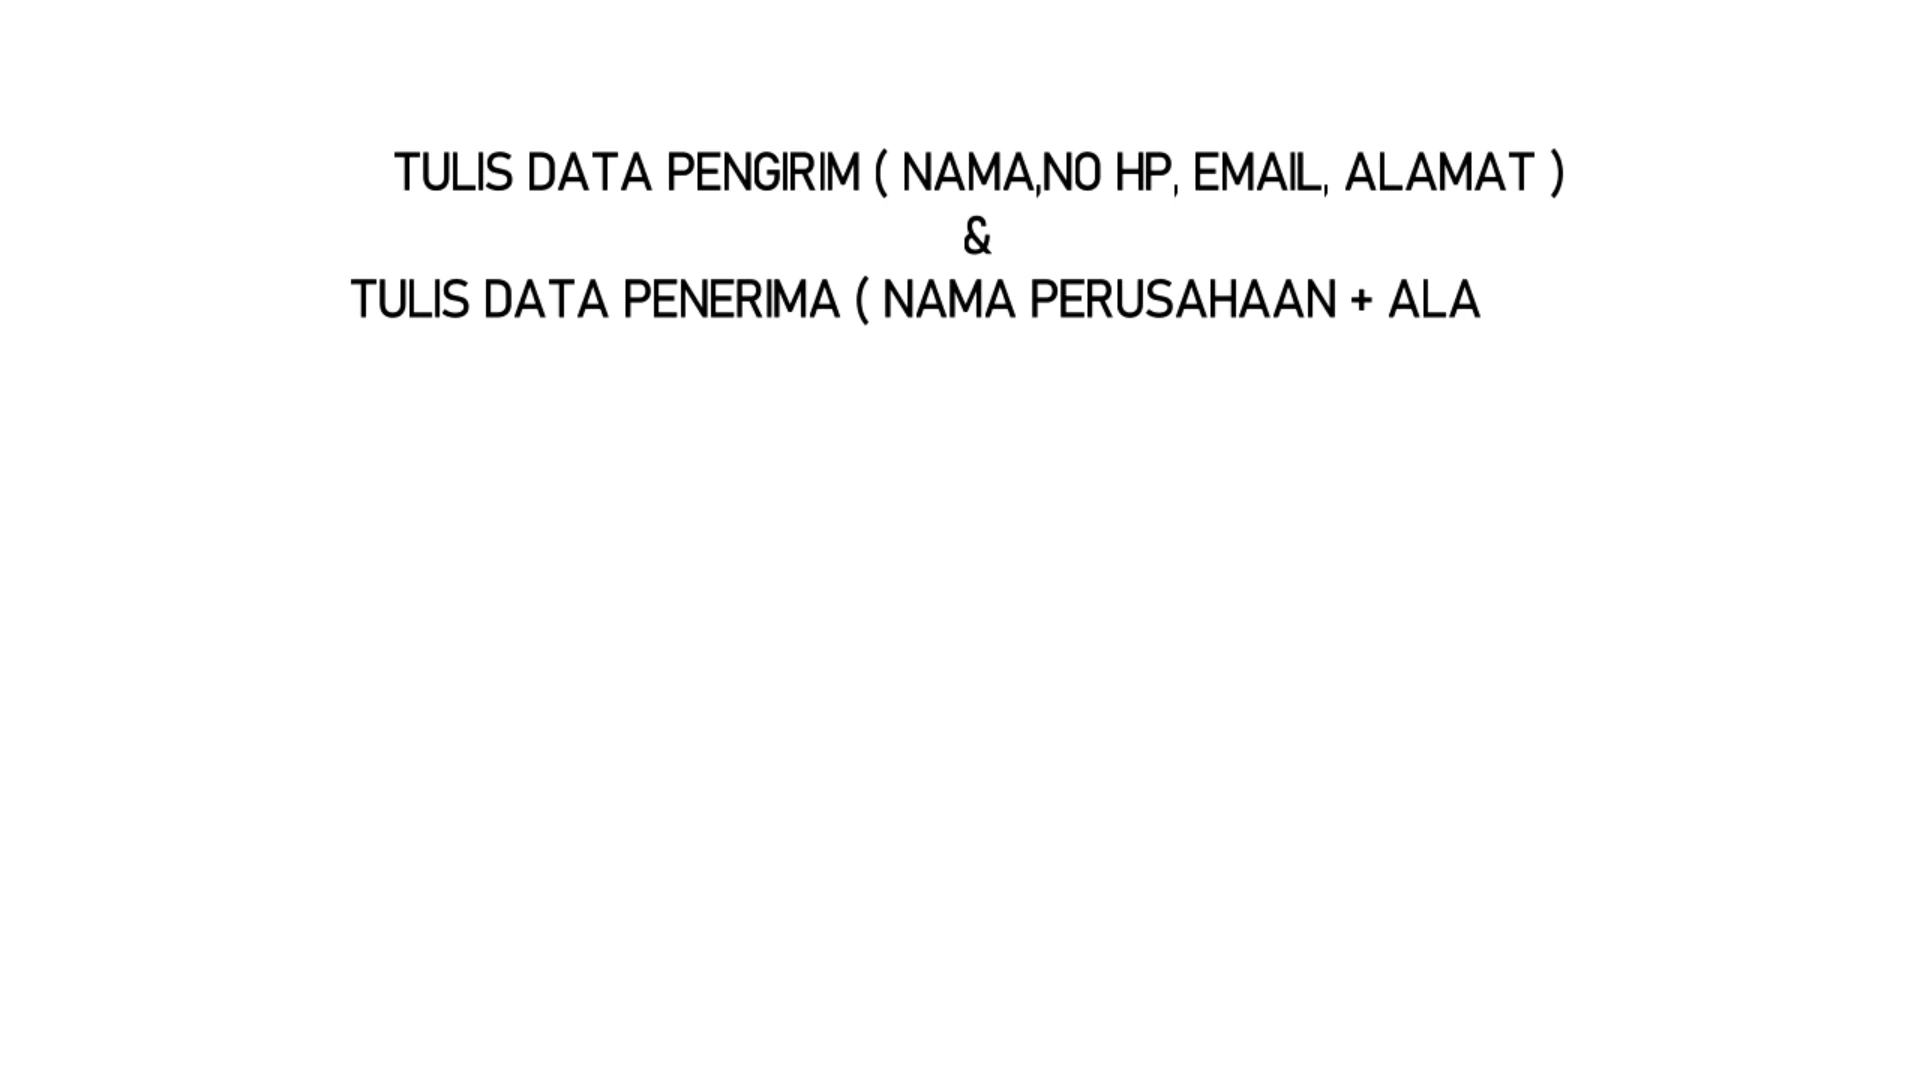 TULIS DATA PENGIRIM ( NAMA,NO HP, EMAIL, ALAMAT )
&
TULIS DATA PENERIMA ( NAMA PERUSAHAAN + ALA